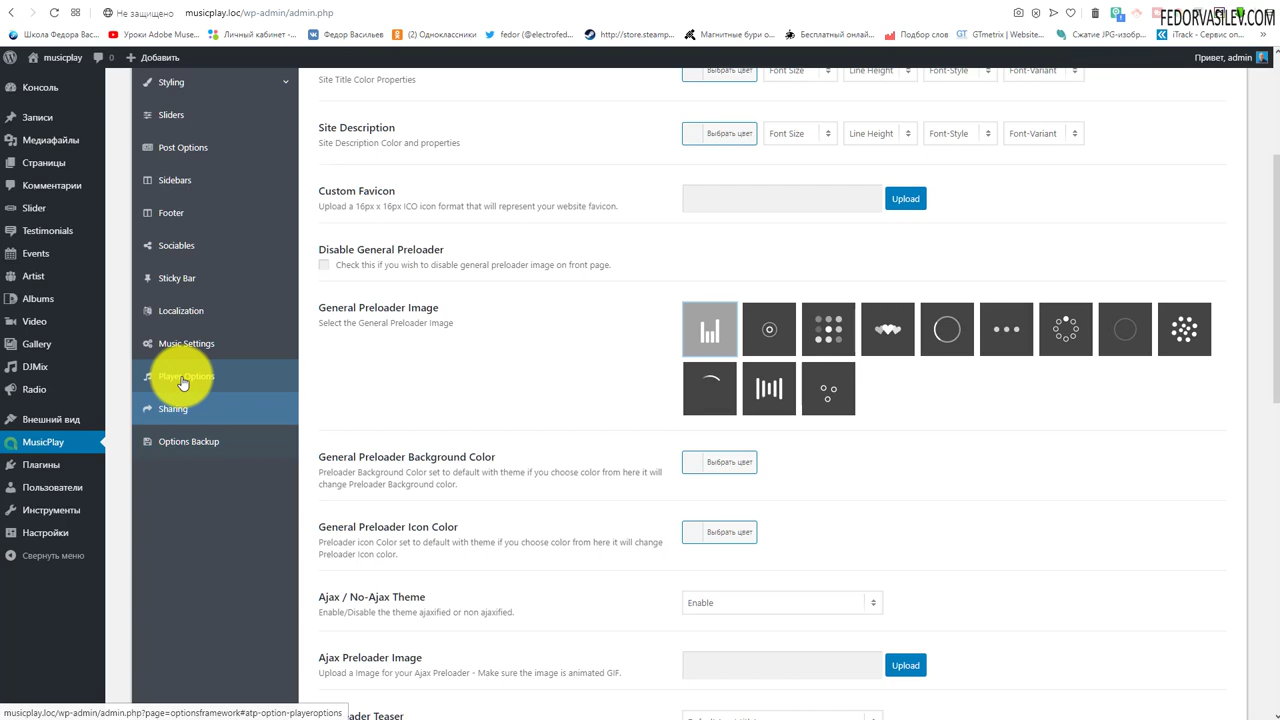 Не защищено musicplay.loc/wp-admin/admin.php
FEDORVASILEV.COM
Школа Федора Вас... Уроки Adobe Muse... Личный кабинет -... Федор Васильев (2) Одноклассники fedor (@electrofed... http://store.steamp... Магнитные бури о... Бесплатный онлай... Подбор слов GTmetrix | Website... Сжатие JPG-изобр... iTrack - Сервис оп...
musicplay 0 Добавить Привет, admin
Консоль
Записи
Медиафайлы
Страницы
Комментарии
Slider
Testimonials
Events
Artist
Albums
Video
Gallery
DJMix
Radio
Внешний вид
MusicPlay
Плагины
Пользователи
Инструменты
Настройки
Свернуть меню
Styling
Sliders
Post Options
Sidebars
Footer
Sociables
Sticky Bar
Localization
Music Settings
Player Options
Sharing
Options Backup
Site Title Color Properties
Выбрать цвет Font Size Line Height Font-Style Font-Variant
Site Description
Site Description Color and properties
Выбрать цвет Font Size Line Height Font-Style Font-Variant
Custom Favicon
Upload a 16px x 16px ICO icon format that will represent your website favicon.
Upload
Disable General Preloader
Check this if you wish to disable general preloader image on front page.
General Preloader Image
Select the General Preloader Image
General Preloader Background Color
Preloader Background Color set to default with theme if you choose color from here it will
change Preloader Background color.
Выбрать цвет
General Preloader Icon Color
Preloader icon Color set to default with theme if you choose color from here it will change
Preloader Icon color.
Выбрать цвет
Ajax / No-Ajax Theme
Enable/Disable the theme ajaxified or non ajaxified.
Enable
Ajax Preloader Image
Upload a Image for your Ajax Preloader - Make sure the image is animated GIF.
Upload
musicplay.loc/wp-admin/admin.php?page=optionsframework#atp-option-playeroptions
ader Teaser